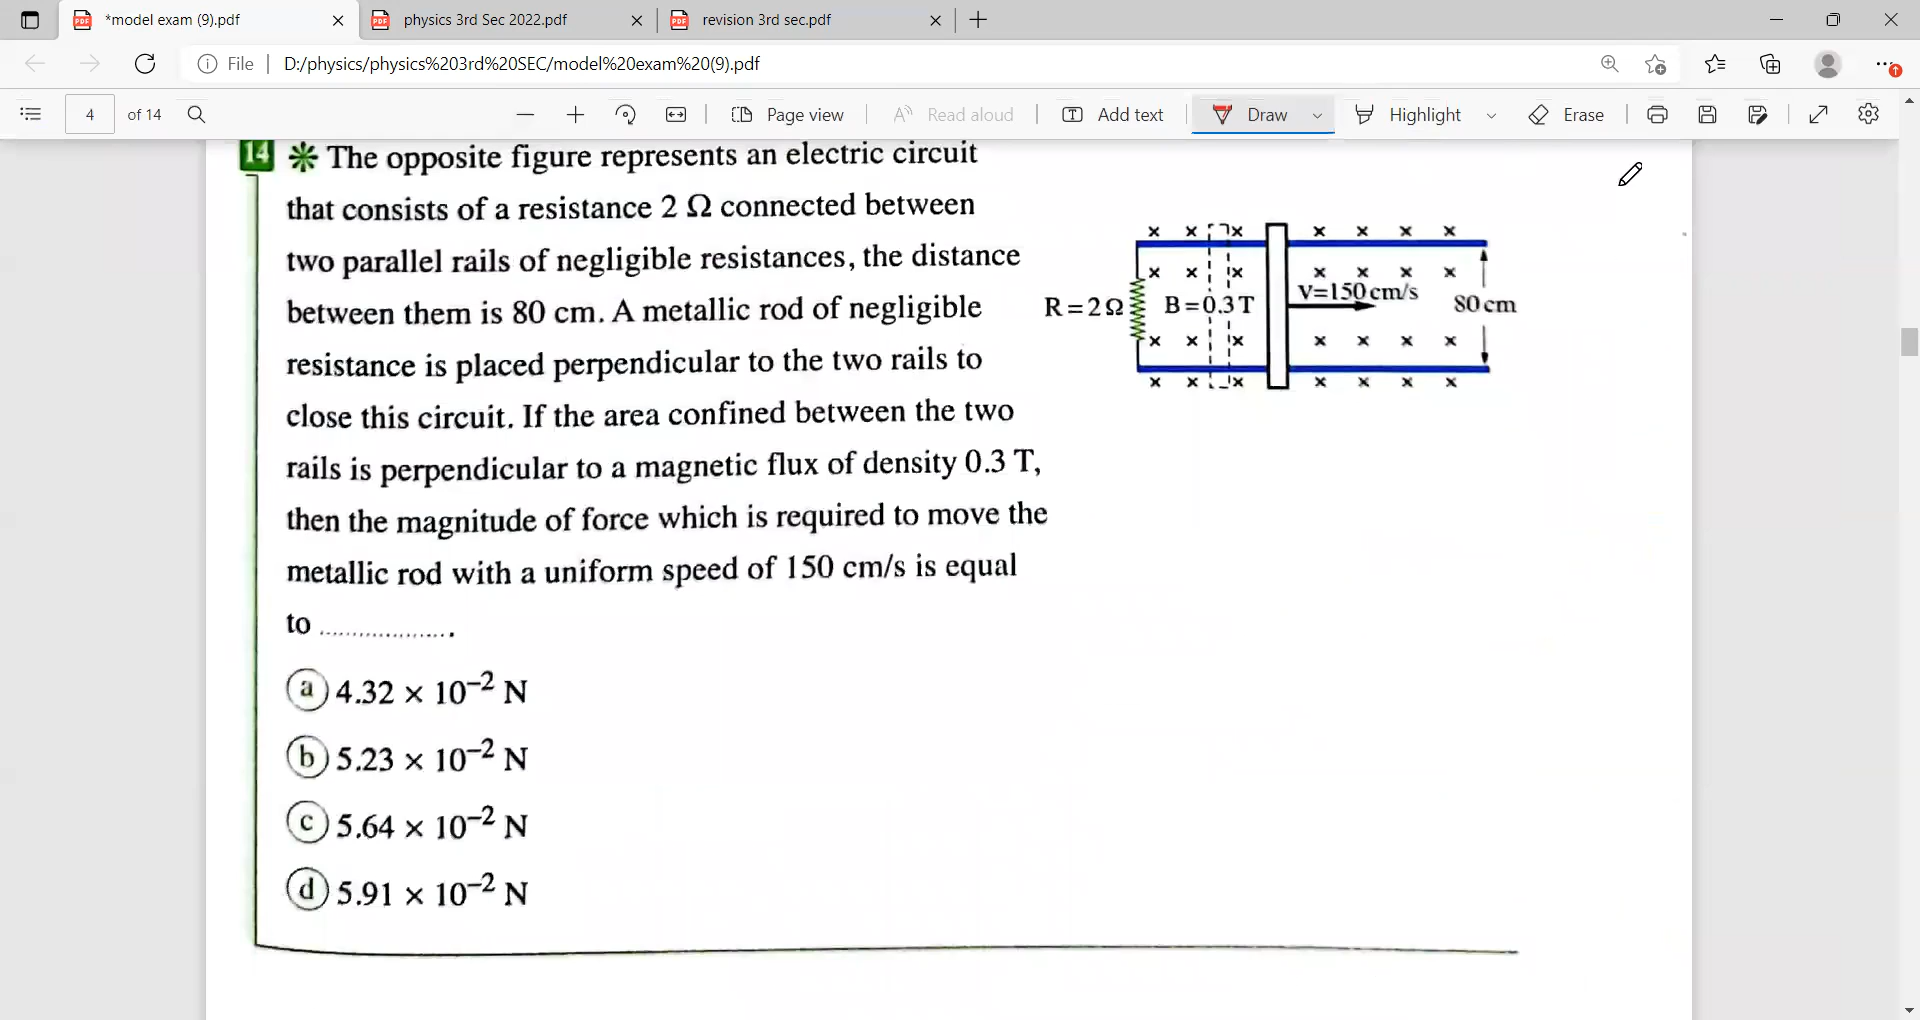 *model exam (9).pdf
physics 3rd Sec 2022.pdf
revision 3rd sec.pdf
File
D:/physics/physics%203rd%20SEC/model%20exam%20(9).pdf
4 of 14
Page view
Read aloud
Add text
Draw
Highlight
Erase
14 The opposite figure represents an electric circuit
that consists of a resistance 2 Ω connected between
two parallel rails of negligible resistances, the distance
between them is 80 cm. A metallic rod of negligible
resistance is placed perpendicular to the two rails to
close this circuit. If the area confined between the two
rails is perpendicular to a magnetic flux of density 0.3 T,
then the magnitude of force which is required to move the
metallic rod with a uniform speed of 150 cm/s is equal
to ....................
R=2Ω
B=0.3T
V=150cm/s
80cm
a 4.32 × 10⁻² N
b 5.23 × 10⁻² N
c 5.64 × 10⁻² N
d 5.91 × 10⁻² N